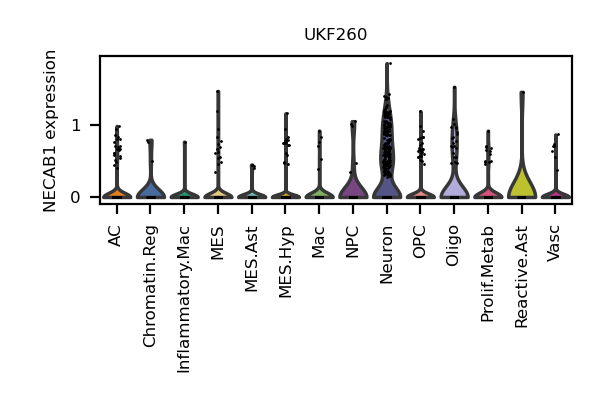 UKF260
NECAB1 expression
1
0
AC
Chromatin.Reg
Inflammatory.Mac
MES
MES.Ast
MES.Hyp
Mac
NPC
Neuron
OPC
Oligo
Prolif.Metab
Reactive.Ast
Vasc